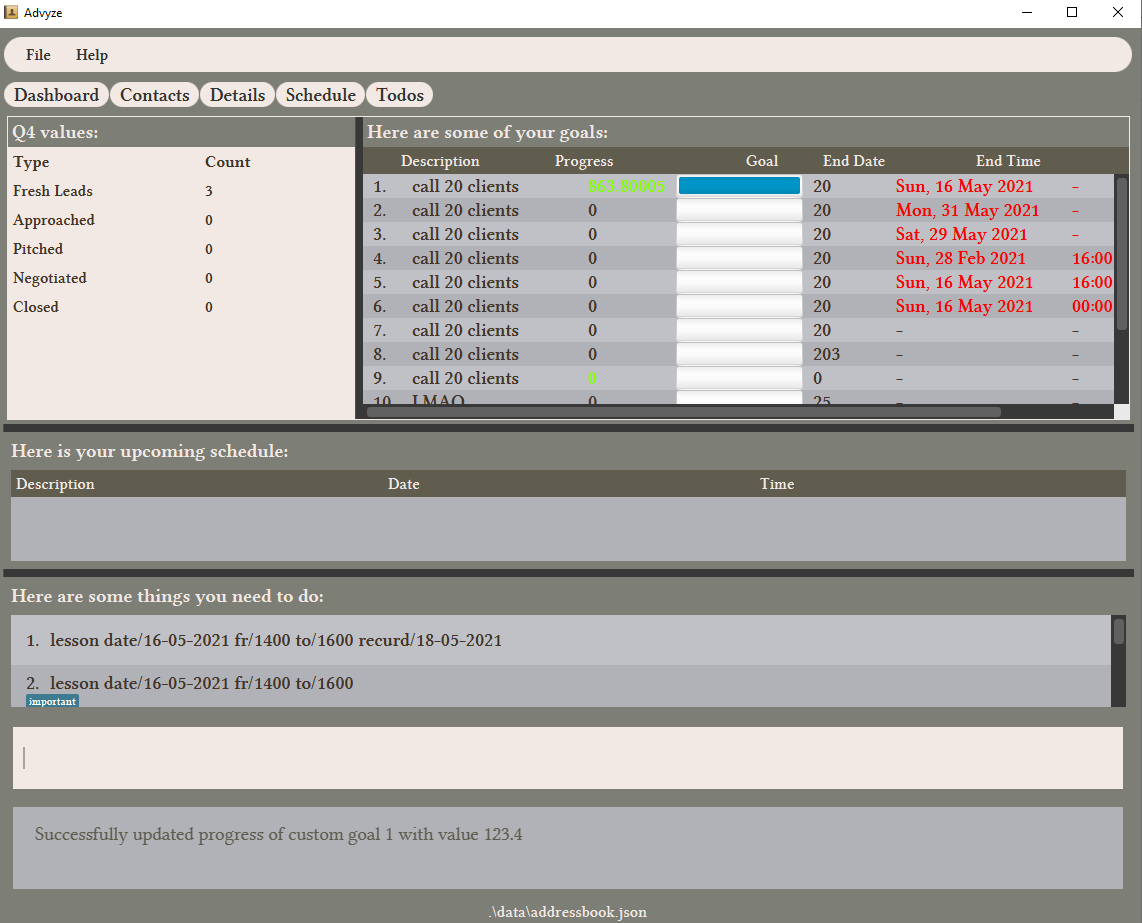 Advyze
File Help
Dashboard Contacts Details Schedule Todos
Q4 values:
Type Count
Fresh Leads 3
Approached 0
Pitched 0
Negotiated 0
Closed 0
Here are some of your goals:
Description Progress Goal End Date End Time
1. call 20 clients 863.80005 20 Sun, 16 May 2021 -
2. call 20 clients 0 20 Mon, 31 May 2021 -
3. call 20 clients 0 20 Sat, 29 May 2021 -
4. call 20 clients 0 20 Sun, 28 Feb 2021 16:00
5. call 20 clients 0 20 Sun, 16 May 2021 16:00
6. call 20 clients 0 20 Sun, 16 May 2021 00:00
7. call 20 clients 0 20 - -
8. call 20 clients 0 203 - -
9. call 20 clients 0 0 - -
10. LMAO 0 25 - -
Here is your upcoming schedule:
Description Date Time
Here are some things you need to do:
1. lesson date/16-05-2021 fr/1400 to/1600 recurd/18-05-2021
2. lesson date/16-05-2021 fr/1400 to/1600
important
Successfully updated progress of custom goal 1 with value 123.4
.\data\addressbook.json